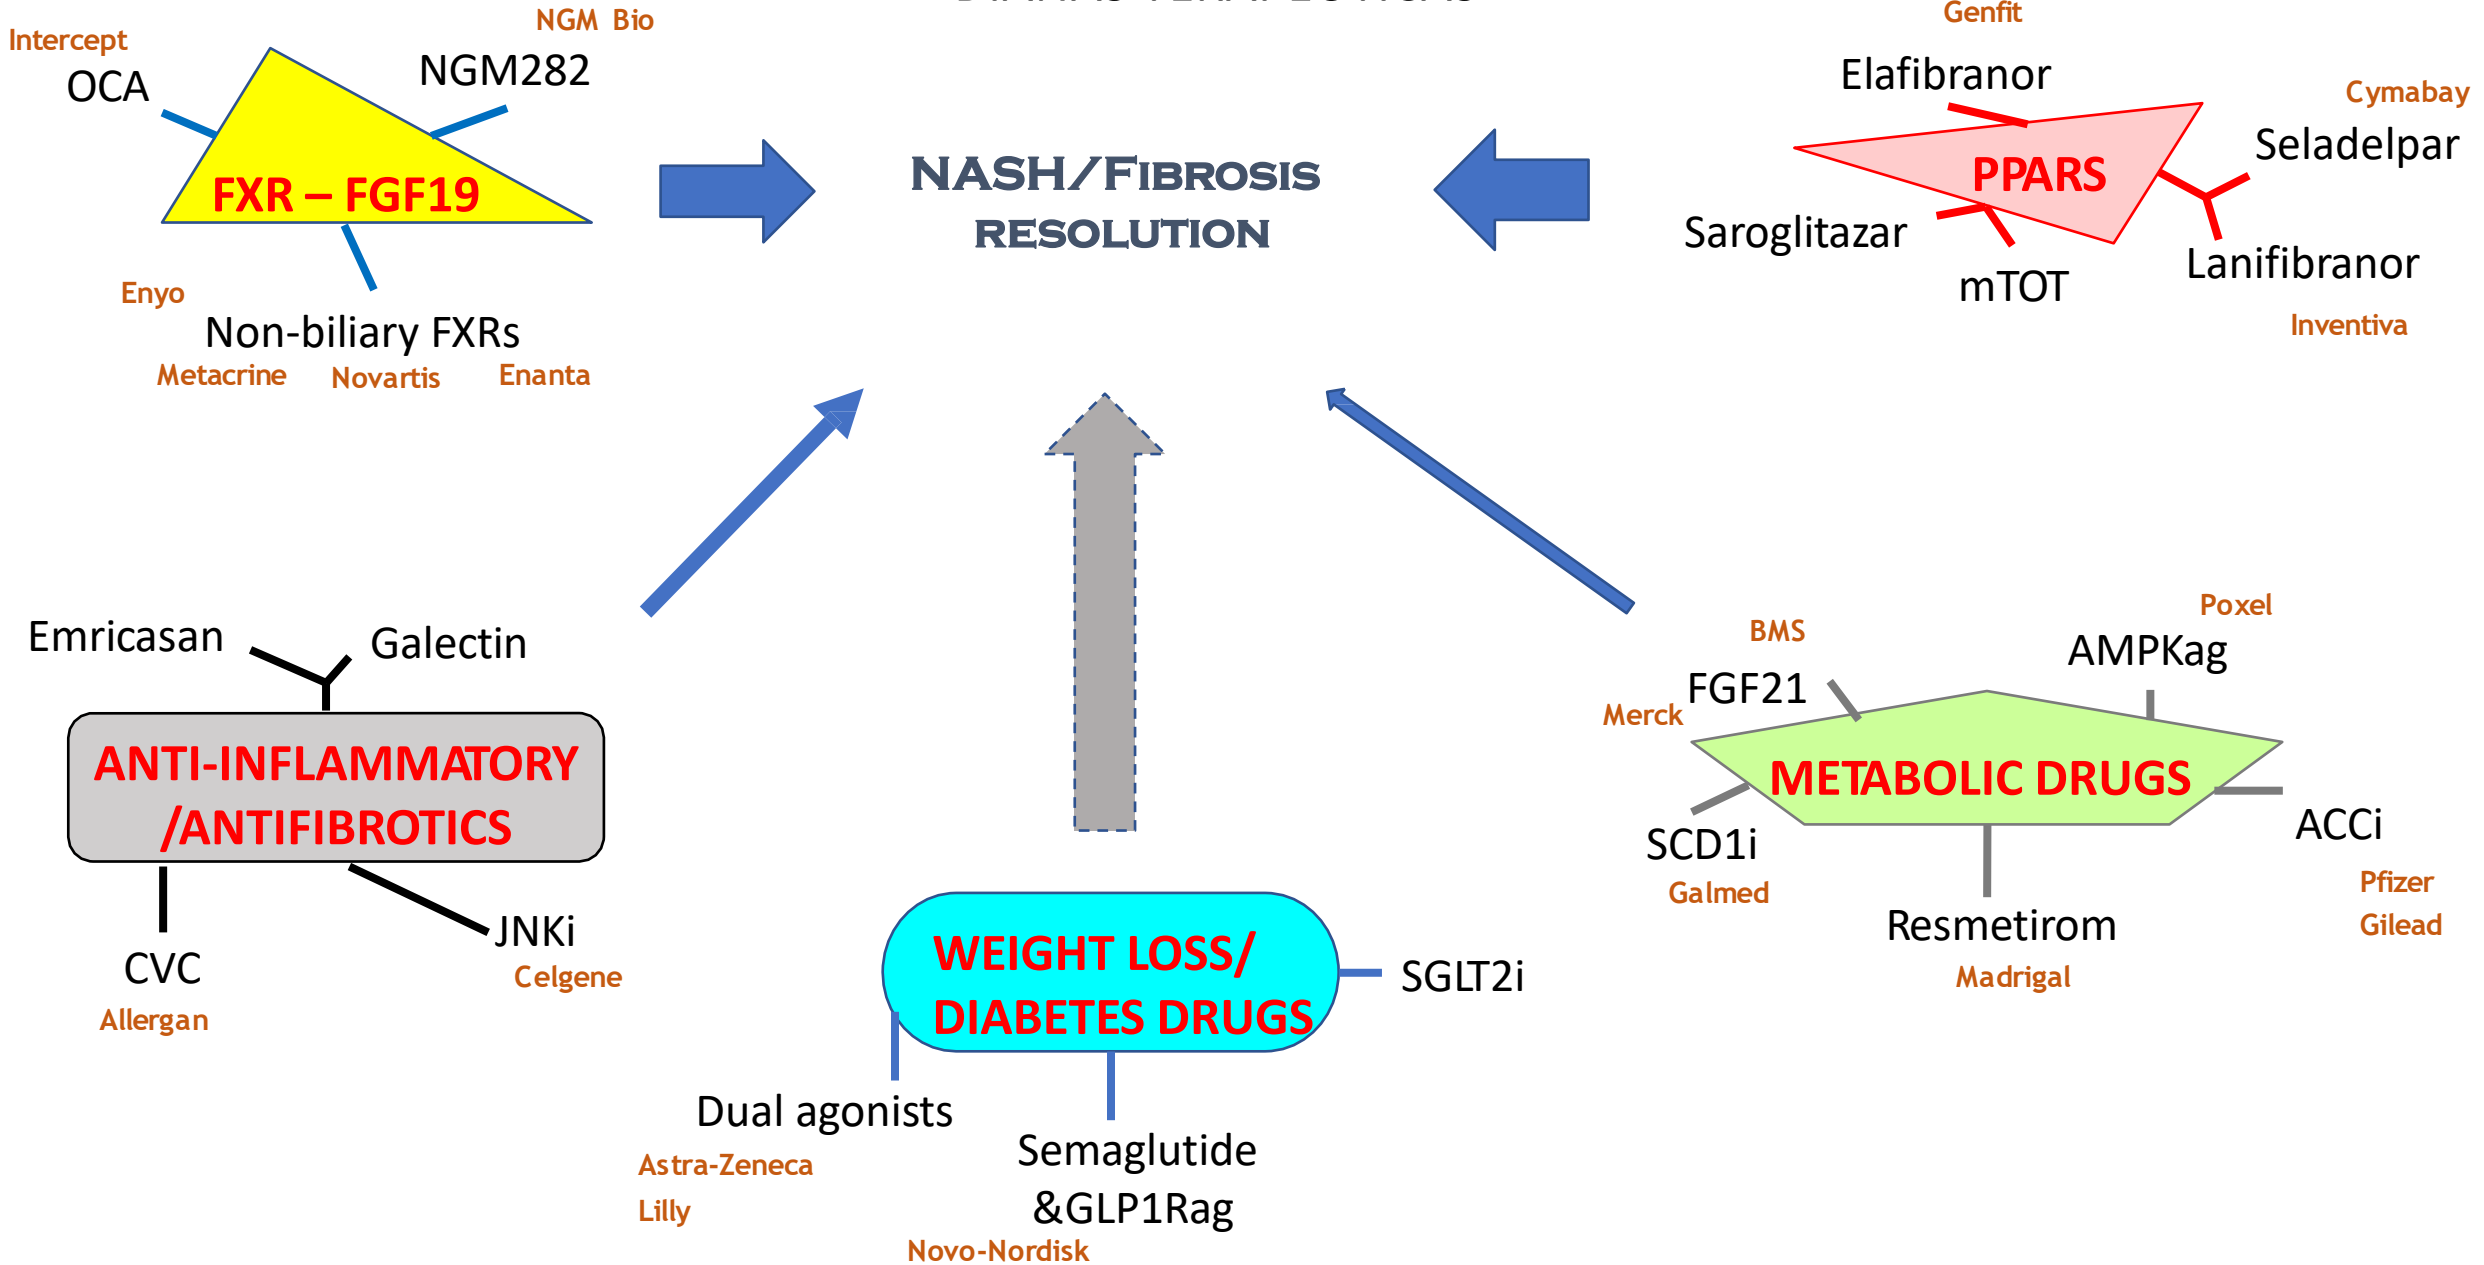 NGM Bio
Genfit
Intercept
OCA
NGM282
Elafibranor
Cymabay
Seladelpar
FXR – FGF19
NASH/FIBROSIS
RESOLUTION
PPARS
Saroglitazar
mTOT
Lanifibranor
Inventiva
Enyo
Non-biliary FXRs
Metacrine
Novartis
Enanta
Emricasan
Galectin
ANTI-INFLAMMATORY
/ANTIFIBROTICS
CVC
Allergan
JNKi
Celgene
WEIGHT LOSS/
DIABETES DRUGS
SGLT2i
Dual agonists
Astra-Zeneca
Lilly
Semaglutide
&GLP1Rag
Novo-Nordisk
Poxel
BMS
AMPKag
FGF21
Merck
METABOLIC DRUGS
SCD1i
Galmed
ACCi
Pfizer
Gilead
Resmetirom
Madrigal